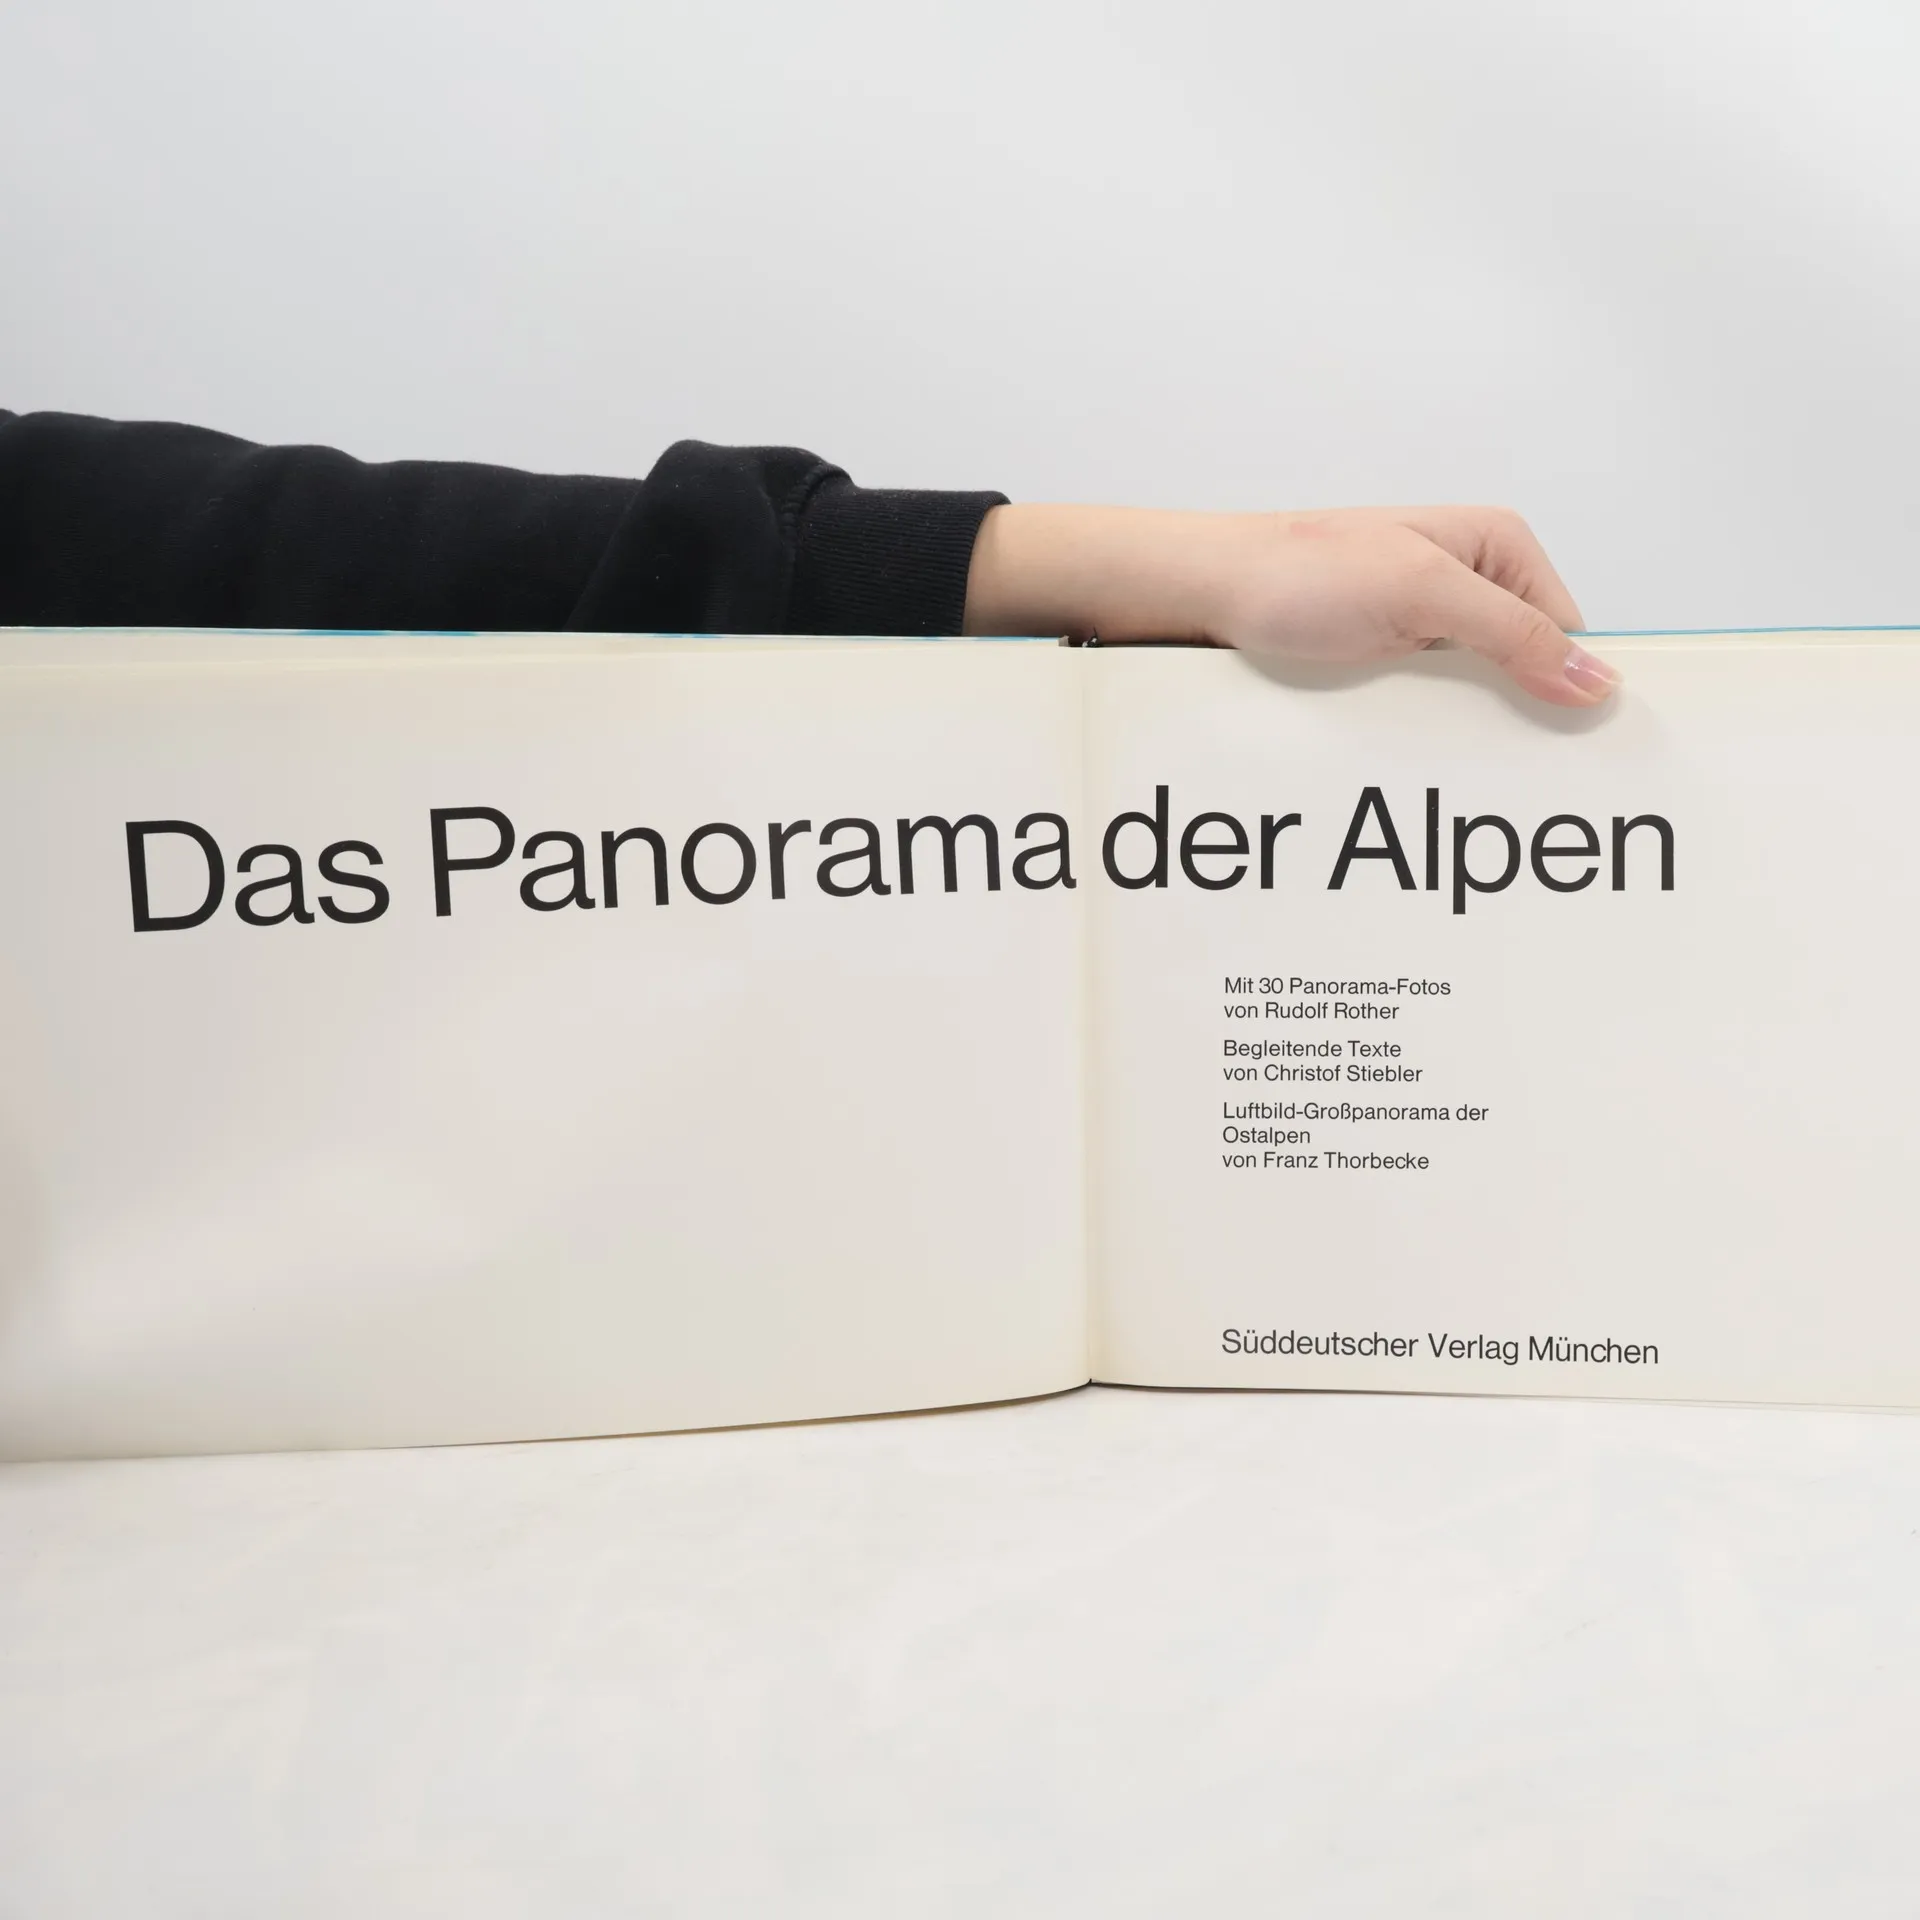 Das Panorama der Alpen
Mit 30 Panorama-Fotos
von Rudolf Rother
Begleitende Texte
von Christof Stiebler
Luftbild-Großpanorama der
Ostalpen
von Franz Thorbecke
Süddeutscher Verlag München